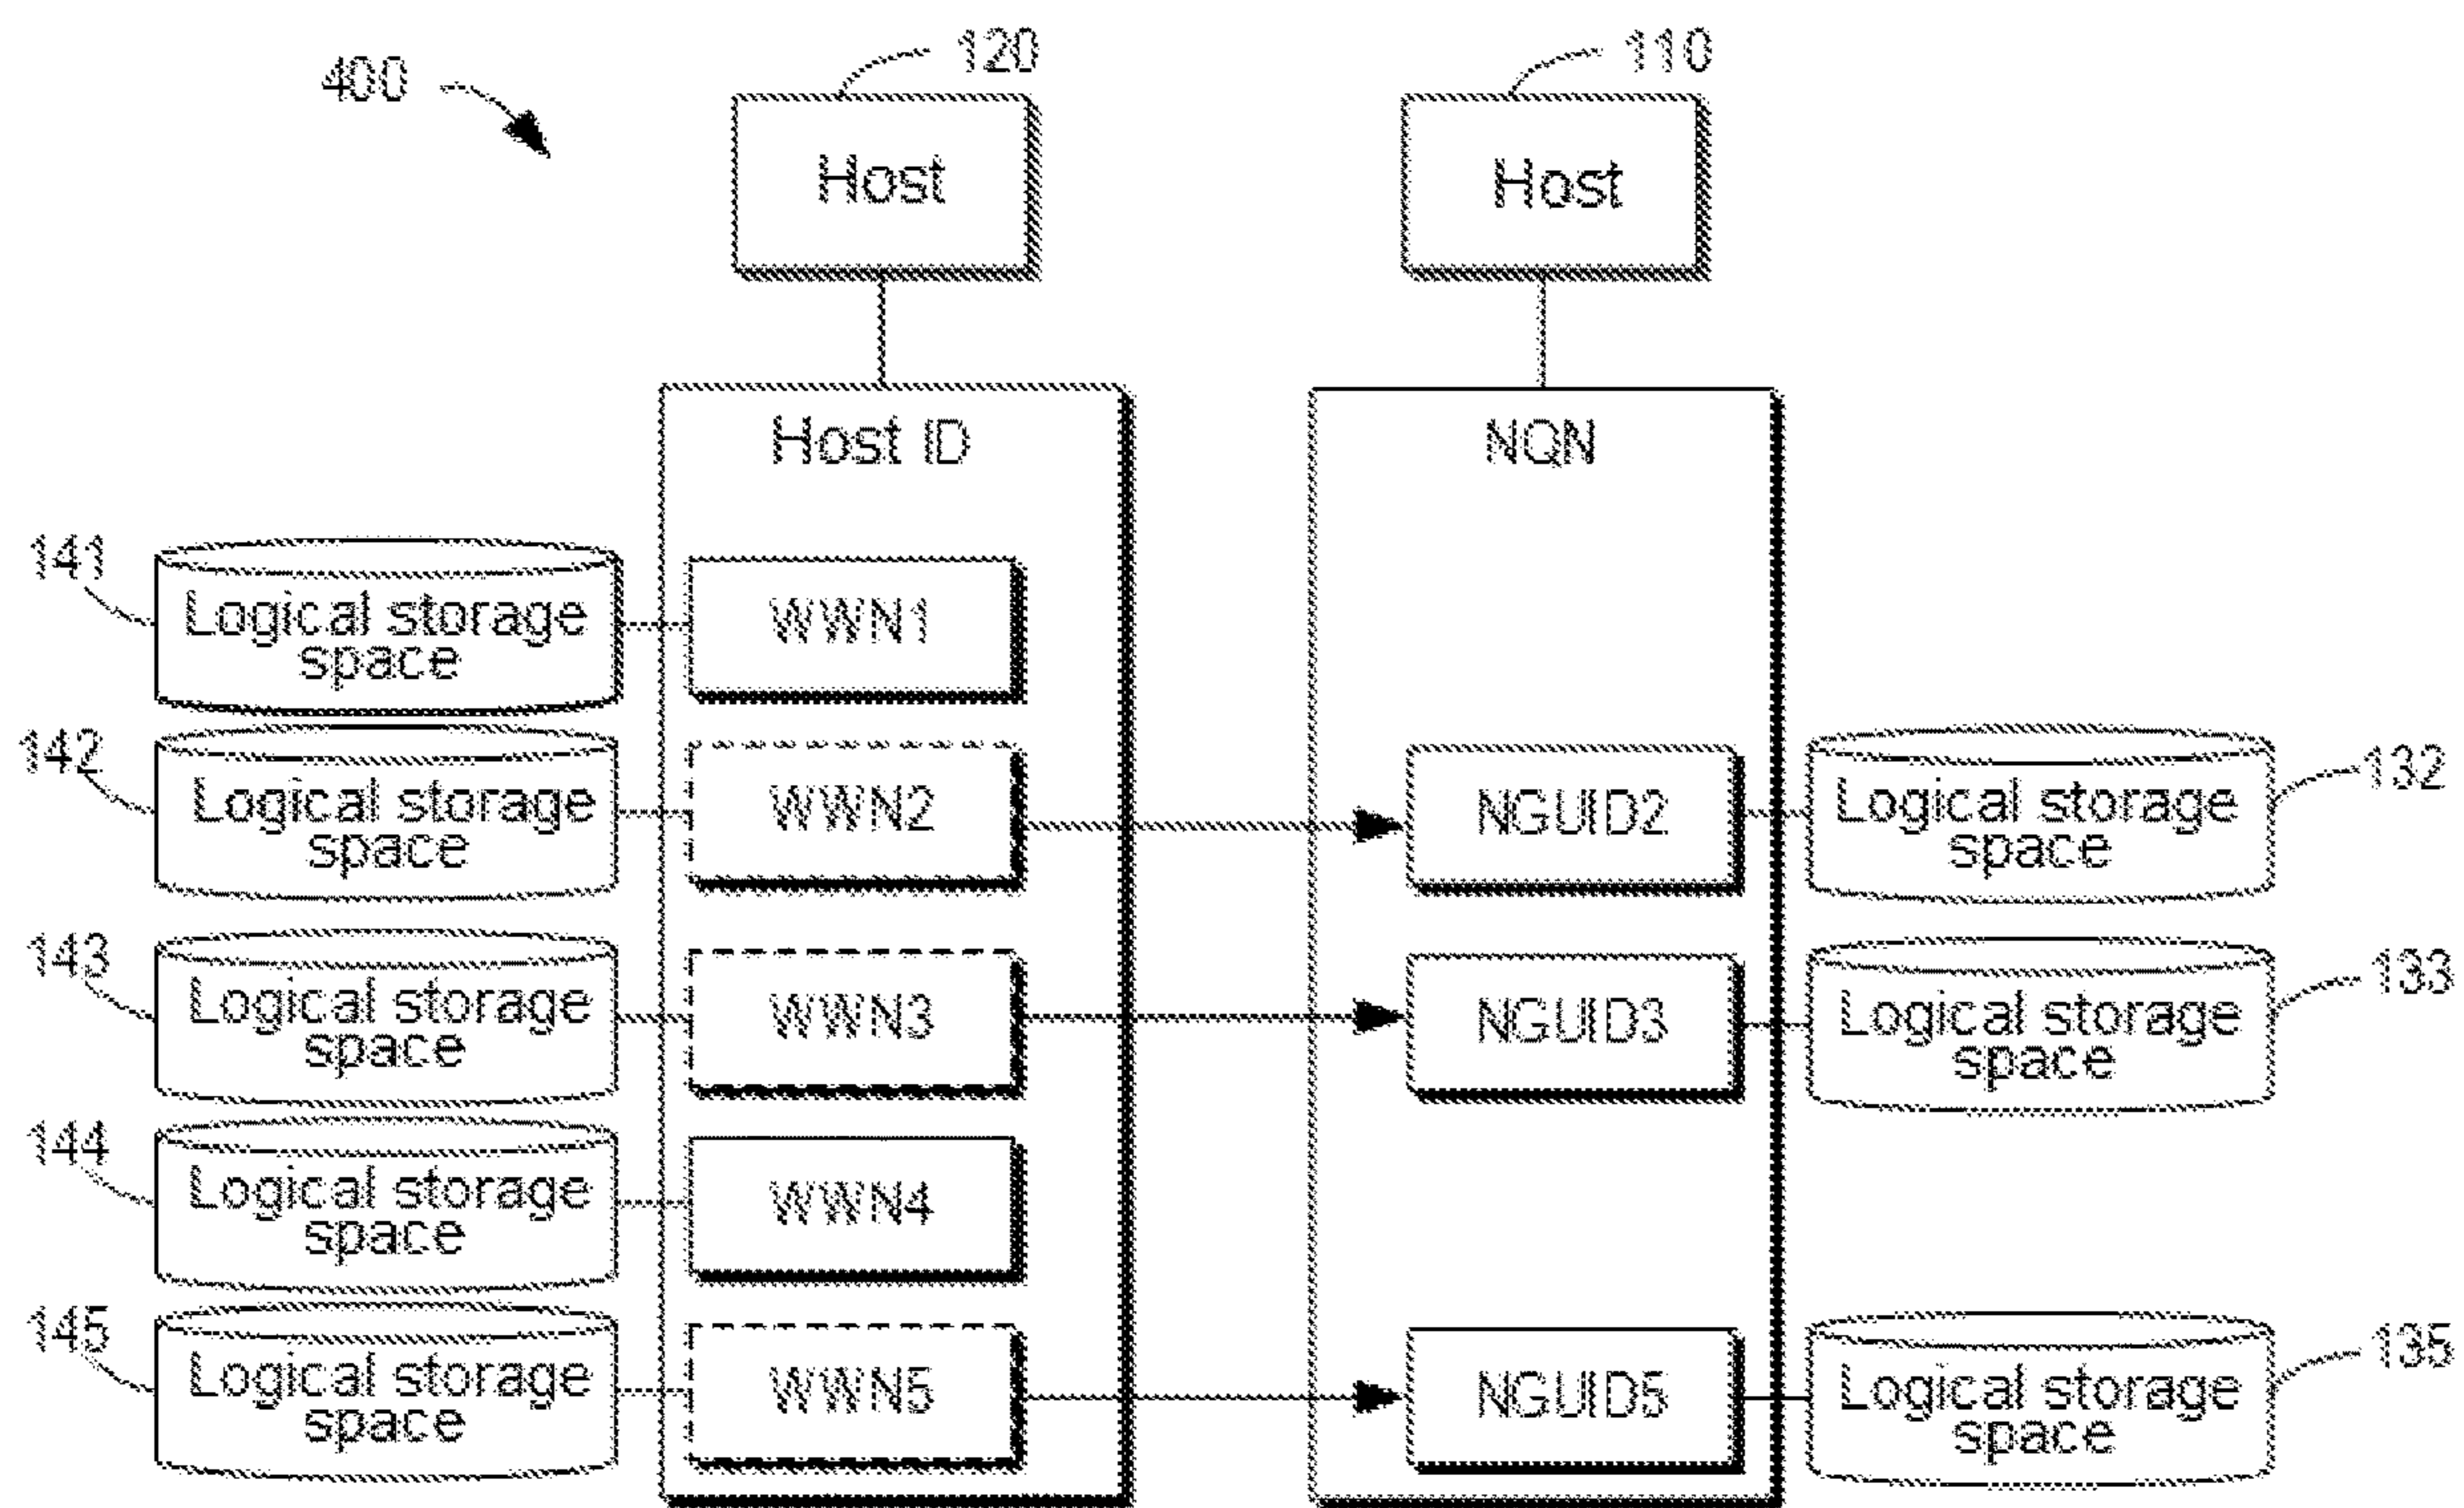 400
120
110
Host
Host
Host ID
NQN
141
Logical storage
space
WWN1
142
Logical storage
space
WWN2
NGUID2
Logical storage
space
132
143
Logical storage
space
WWN3
NGUID3
Logical storage
space
133
144
Logical storage
space
WWN4
145
Logical storage
space
WWN5
NGUID5
Logical storage
space
135